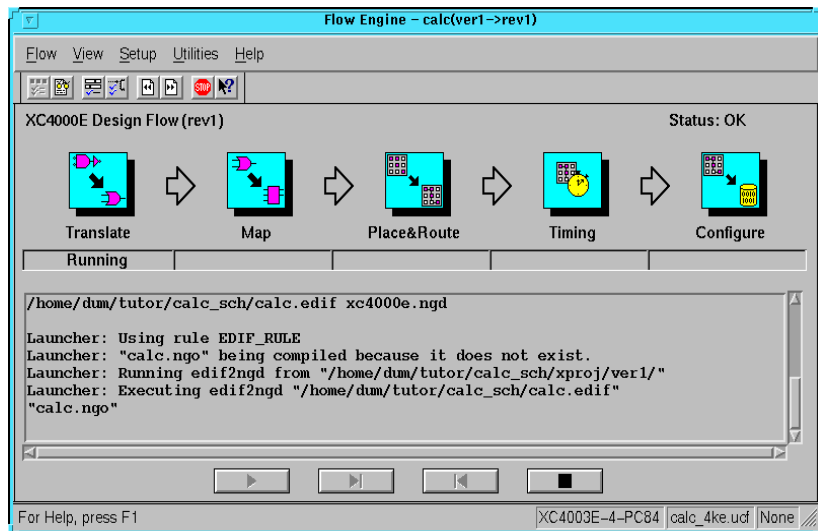 Flow Engine – calc(ver1->rev1)
Flow View Setup Utilities Help
STOP
XC4000E Design Flow (rev1) Status: OK
Translate Map Place&Route Timing Configure
Running
/home/dum/tutor/calc_sch/calc.edif xc4000e.ngd
Launcher: Using rule EDIF_RULE
Launcher: "calc.ngo" being compiled because it does not exist.
Launcher: Running edif2ngd from "/home/dum/tutor/calc_sch/xproj/ver1/"
Launcher: Executing edif2ngd "/home/dum/tutor/calc_sch/calc.edif"
"calc.ngo"
For Help, press F1 XC4003E–4–PC84 calc_4ke.ucf None